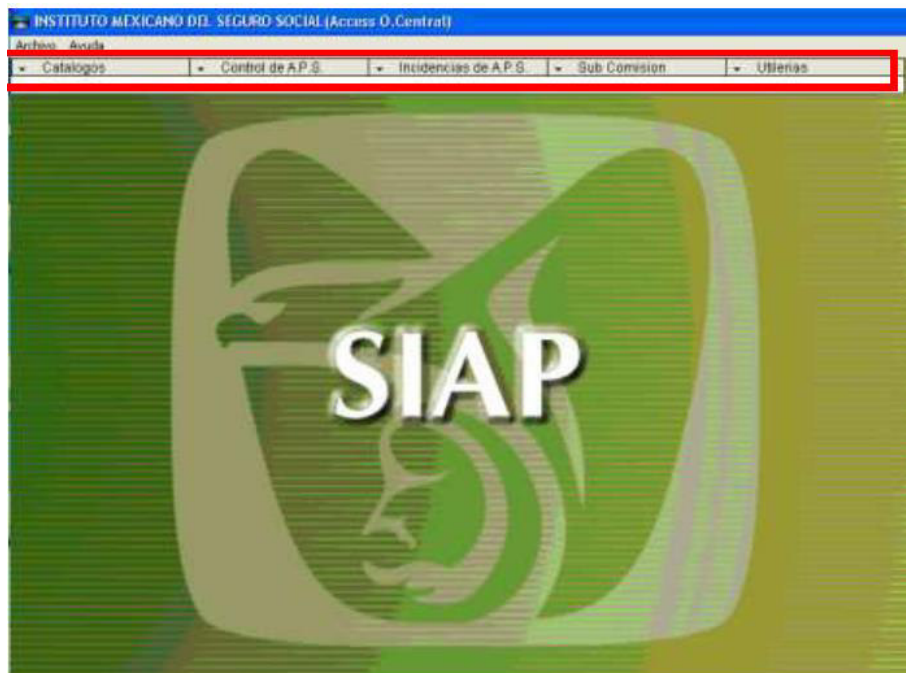 INSTITUTO MEXICANO DEL SEGURO SOCIAL (Access O.Central)
Archivo Ayuda
Catalogos Control de A.P.S. Incidencias de A.P.S. Sub Comision Utilerias
SIAP